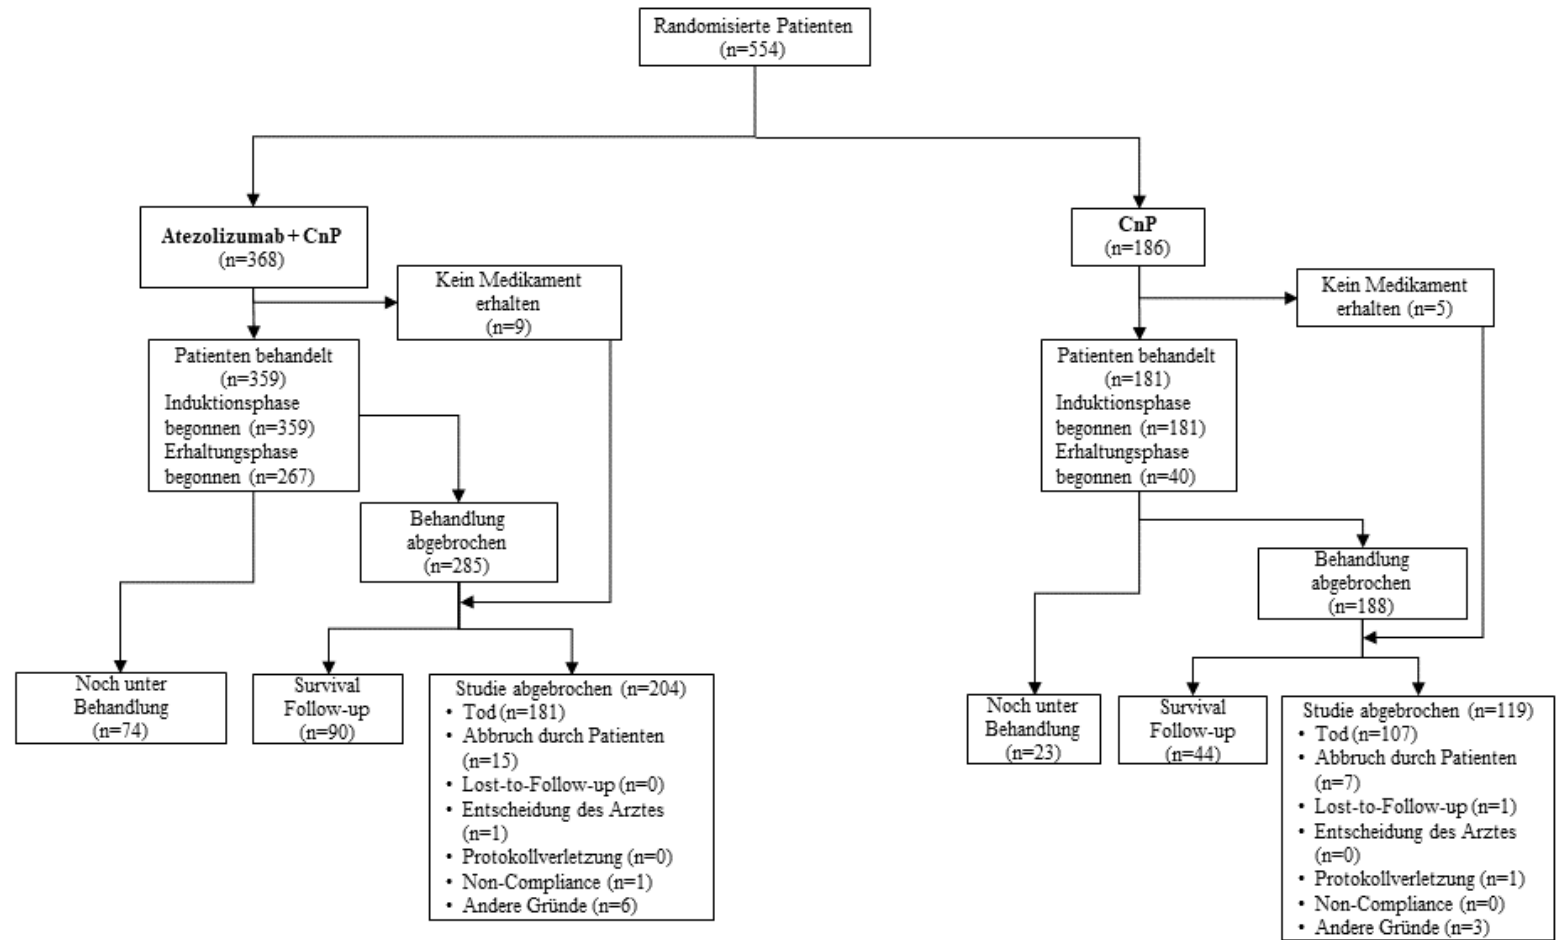 Randomisierte Patienten
(n=554)
Atezolizumab + CnP
(n=368)
Kein Medikament
erhalten
(n=9)
Patienten behandelt
(n=359)
Induktionsphase
begonnen (n=359)
Erhaltungsphase
begonnen (n=267)
Behandlung
abgebrochen
(n=285)
Noch unter
Behandlung
(n=74)
Survival
Follow-up
(n=90)
Studie abgebrochen (n=204)
• Tod (n=181)
• Abbruch durch Patienten
(n=15)
• Lost-to-Follow-up (n=0)
• Entscheidung des Arztes
(n=1)
• Protokollverletzung (n=0)
• Non-Compliance (n=1)
• Andere Gründe (n=6)
CnP
(n=186)
Kein Medikament
erhalten (n=5)
Patienten behandelt
(n=181)
Induktionsphase
begonnen (n=181)
Erhaltungsphase
begonnen (n=40)
Behandlung
abgebrochen
(n=188)
Noch unter
Behandlung
(n=23)
Survival
Follow-up
(n=44)
Studie abgebrochen (n=119)
• Tod (n=107)
• Abbruch durch Patienten
(n=7)
• Lost-to-Follow-up (n=1)
• Entscheidung des Arztes
(n=0)
• Protokollverletzung (n=1)
• Non-Compliance (n=0)
• Andere Gründe (n=3)